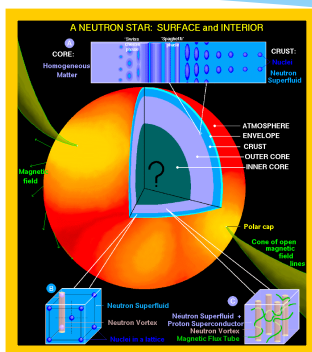 A NEUTRON STAR: SURFACE and INTERIOR
A
'Swiss
'Spaghetti'
CORE:
Homogeneous
Matter
CRUST:
Nuclei
Neutron
Superfluid
ATMOSPHERE
ENVELOPE
CRUST
OUTER CORE
INNER CORE
?
Magnetic
field
Polar cap
Cone of open
magnetic
field
lines
B
Neutron Superfluid
Neutron Vortex
Nuclei in a lattice
C
Neutron Superfluid +
Proton Superconductor
Neutron Vortex
Magnetic Flux Tube